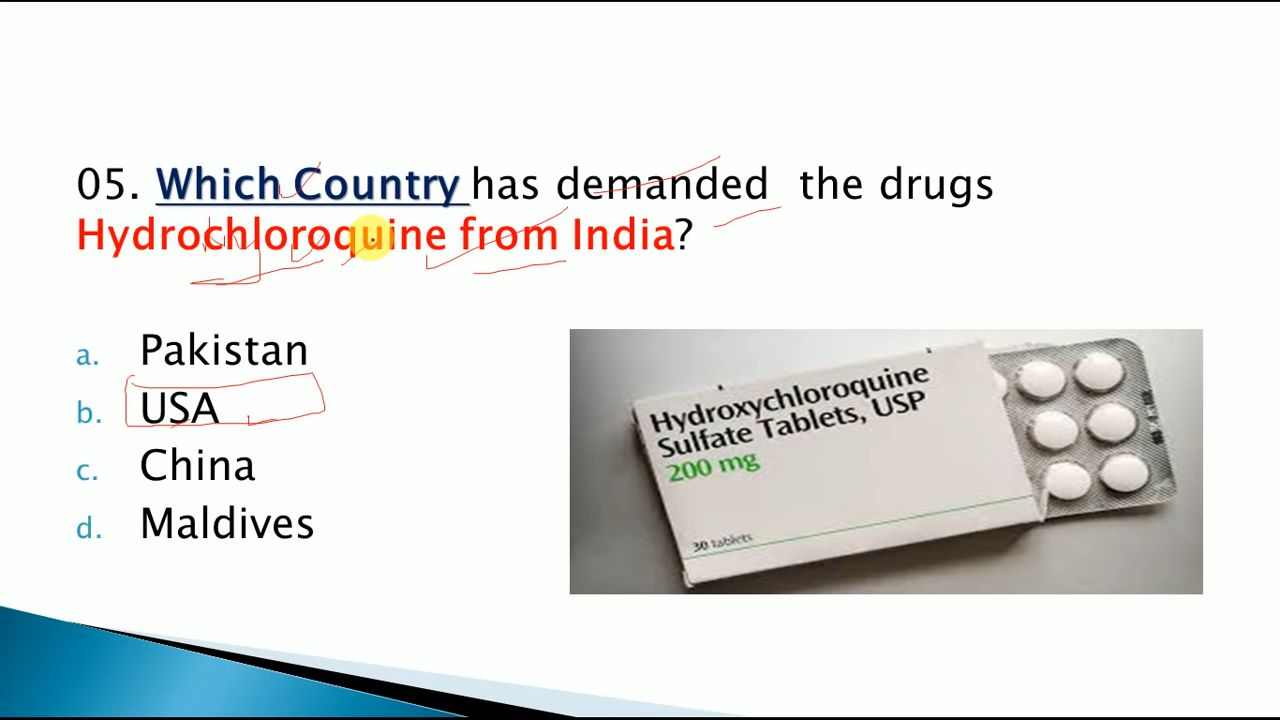 05. Which Country has demanded the drugs
Hydrochloroquine from India?
a. Pakistan
b. USA
c. China
d. Maldives
Hydroxychloroquine
Sulfate Tablets, USP
200 mg
30 tablets